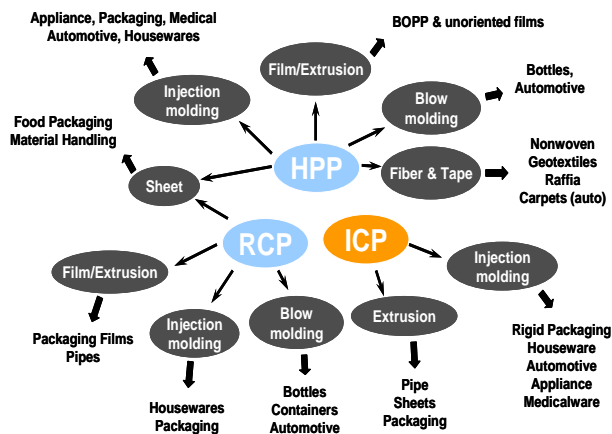 Appliance, Packaging, Medical
Automotive, Housewares
BOPP & unoriented films
Film/Extrusion
Injection
molding
Blow
molding
Bottles,
Automotive
Food Packaging
Material Handling
HPP
Fiber & Tape
Nonwoven
Geotextiles
Raffia
Carpets (auto)
Sheet
RCP
ICP
Film/Extrusion
Injection
molding
Packaging Films
Pipes
Injection
molding
Blow
molding
Extrusion
Rigid Packaging
Houseware
Automotive
Appliance
Medicalware
Housewares
Packaging
Bottles
Containers
Automotive
Pipe
Sheets
Packaging